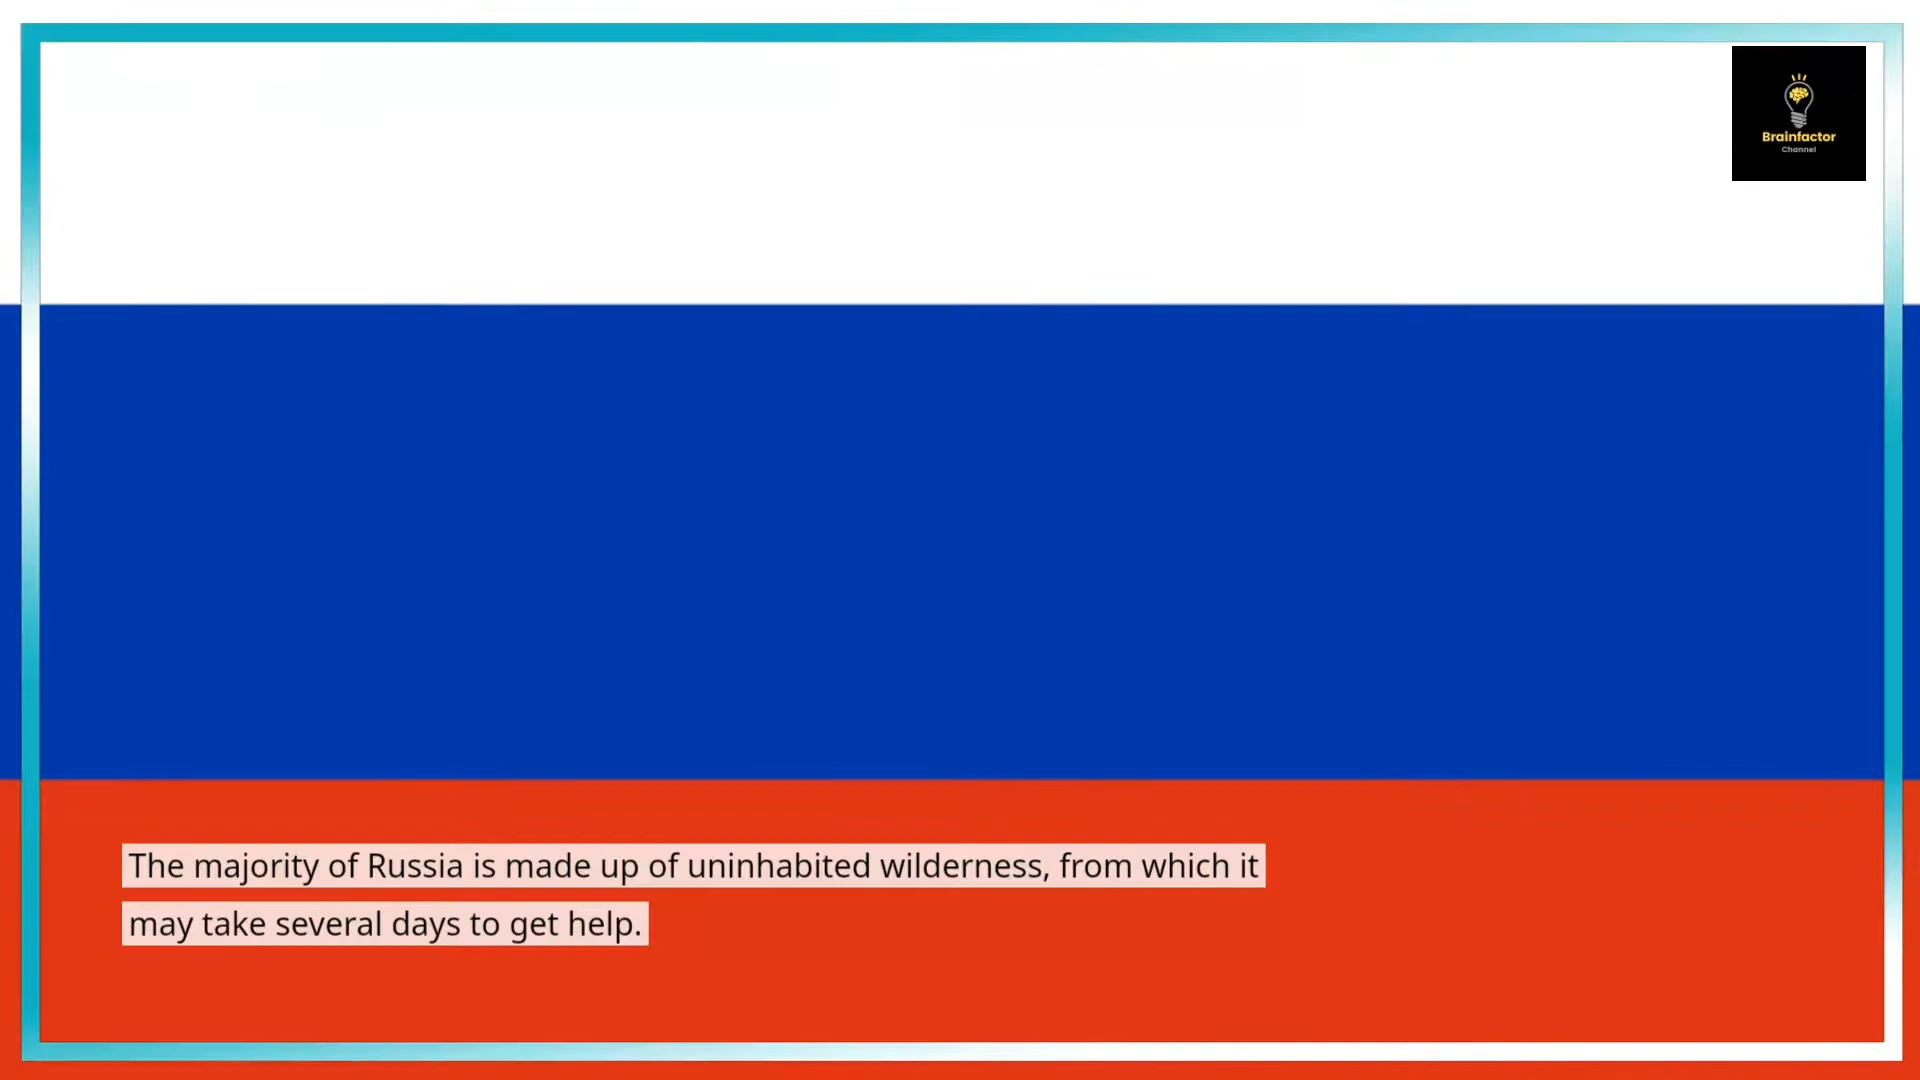 Brainfactor
Channel
The majority of Russia is made up of uninhabited wilderness, from which it
may take several days to get help.